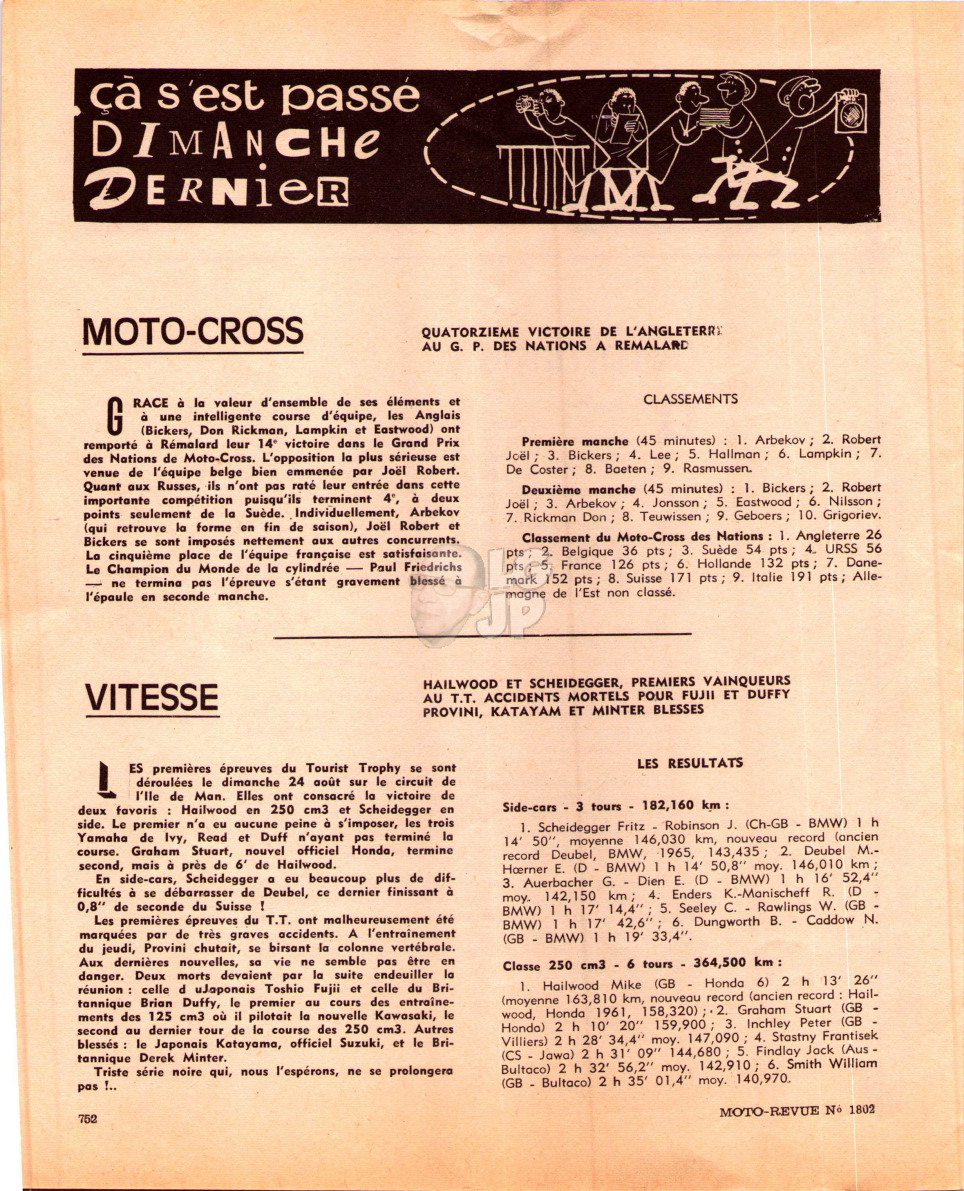 çà s'est passé
DIMANCHE
DERNIER
MOTO-CROSS
QUATORZIEME VICTOIRE DE L'ANGLETERRE
AU G. P. DES NATIONS A REMALARD
GRACE à la valeur d'ensemble de ses éléments et
à une intelligente course d'équipe, les Anglais
(Bickers, Don Rickman, Lampkin et Eastwood) ont
remporté à Rémalard leur 14e victoire dans le Grand Prix
des Nations de Moto-Cross. L'opposition la plus sérieuse est
venue de l'équipe belge bien emmenée par Joël Robert.
Quant aux Russes, ils n'ont pas raté leur entrée dans cette
importante compétition puisqu'ils terminent 4e, à deux
points seulement de la Suède. Individuellement, Arbekov
(qui retrouve la forme en fin de saison), Joël Robert et
Bickers se sont imposés nettement aux autres concurrents.
La cinquième place de l'équipe française est satisfaisante.
Le Champion du Monde de la cylindrée — Paul Friedrichs
— ne termina pas l'épreuve s'étant gravement blessé à
l'épaule en seconde manche.
CLASSEMENTS
Première manche (45 minutes) : 1. Arbekov; 2. Robert
Joël; 3. Bickers; 4. Lee; 5. Hallman; 6. Lampkin; 7.
De Coster; 8. Baeten; 9. Rasmussen.
Deuxième manche (45 minutes) : 1. Bickers; 2. Robert
Joël; 3. Arbekov; 4. Jonsson; 5. Eastwood; 6. Nilsson;
7. Rickman Don; 8. Teuwissen; 9. Geboers; 10. Grigoriev.
Classement du Moto-Cross des Nations : 1. Angleterre 26
pts; 2. Belgique 36 pts; 3. Suède 54 pts; 4. URSS 56
pts; 5. France 126 pts; 6. Hollande 132 pts; 7. Dane-
mark 152 pts; 8. Suisse 171 pts; 9. Italie 191 pts; Alle-
magne de l'Est non classé.
JP
VITESSE
HAILWOOD ET SCHEIDEGGER, PREMIERS VAINQUEURS
AU T.T. ACCIDENTS MORTELS POUR FUJII ET DUFFY
PROVINI, KATAYAM ET MINTER BLESSES
LES premières épreuves du Tourist Trophy se sont
déroulées le dimanche 24 août sur le circuit de
l'Ile de Man. Elles ont consacré la victoire de
deux favoris : Hailwood en 250 cm3 et Scheidegger en
side. Le premier n'a eu aucune peine à s'imposer, les trois
Yamaha de Ivy, Read et Duff n'ayant pas terminé la
course. Graham Stuart, nouvel officiel Honda, termine
second, mais à près de 6' de Hailwood.
En side-cars, Scheidegger a eu beaucoup plus de dif-
ficultés à se débarrasser de Deubel, ce dernier finissant à
0,8" de seconde du Suisse !
Les premières épreuves du T.T. ont malheureusement été
marquées par de très graves accidents. A l'entraînement
du jeudi, Provini chutait, se birsant la colonne vertébrale.
Aux dernières nouvelles, sa vie ne semble pas être en
danger. Deux morts devaient par la suite endeuiller la
réunion : celle d uJaponais Toshio Fujii et celle du Bri-
tannique Brian Duffy, le premier au cours des entraîne-
ments des 125 cm3 où il pilotait la nouvelle Kawasaki, le
second au dernier tour de la course des 250 cm3. Autres
blessés : le Japonais Katayama, officiel Suzuki, et le Bri-
tannique Derek Minter.
Triste série noire qui, nous l'espérons, ne se prolongera
pas !..
LES RESULTATS
Side-cars - 3 tours - 182,160 km :
1. Scheidegger Fritz - Robinson J. (Ch-GB - BMW) 1 h
14' 50", moyenne 146,030 km, nouveau record (ancien
record Deubel, BMW, 1965, 143,435; 2. Deubel M.-
Hœrner E. (D - BMW) 1 h 14' 50,8" moy. 146,010 km;
3. Auerbacher G. - Dien E. (D - BMW) 1 h 16' 52,4"
moy. 142,150 km; 4. Enders K.-Manischeff R. (D -
BMW) 1 h 17' 14,4"; 5. Seeley C. - Rawlings W. (GB -
BMW) 1 h 17' 42,6"; 6. Dungworth B. - Caddow N.
(GB - BMW) 1 h 19' 33,4".
Classe 250 cm3 - 6 tours - 364,500 km :
1. Hailwood Mike (GB - Honda 6) 2 h 13' 26"
(moyenne 163,810 km, nouveau record (ancien record : Hail-
wood, Honda 1961, 158,320); 2. Graham Stuart (GB -
Honda) 2 h 10' 20" 159,900; 3. Inchley Peter (GB -
Villiers) 2 h 28' 34,4" moy. 147,090; 4. Stastny Frantisek
(CS - Jawa) 2 h 31' 09" 144,680; 5. Findlay Jack (Aus -
Bultaco) 2 h 32' 56,2" moy. 142,910; 6. Smith William
(GB - Bultaco) 2 h 35' 01,4" moy. 140,970.
752
MOTO-REVUE No 1802